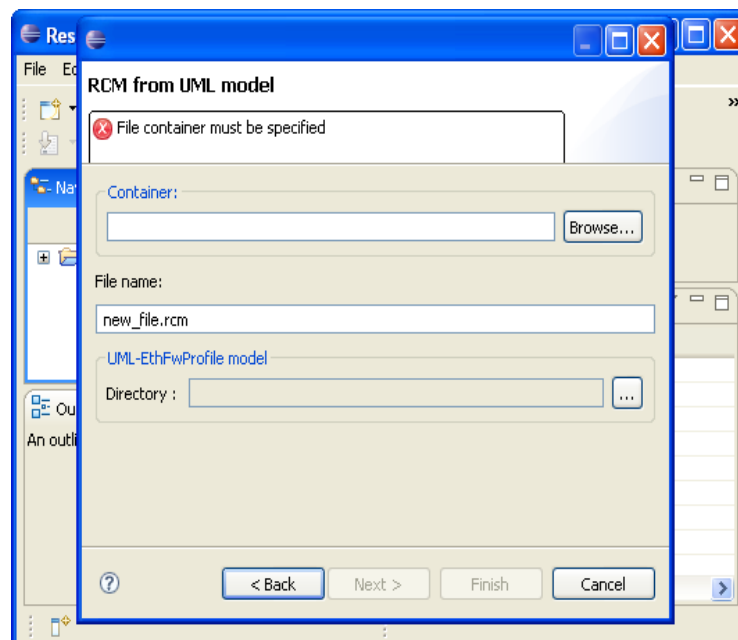 Res
File Ed
RCM from UML model
File container must be specified
»
Nav
Container:
Browse...
File name:
new_file.rcm
UML-EthFwProfile model
Directory :
...
Ou
An outli
< Back
Next >
Finish
Cancel